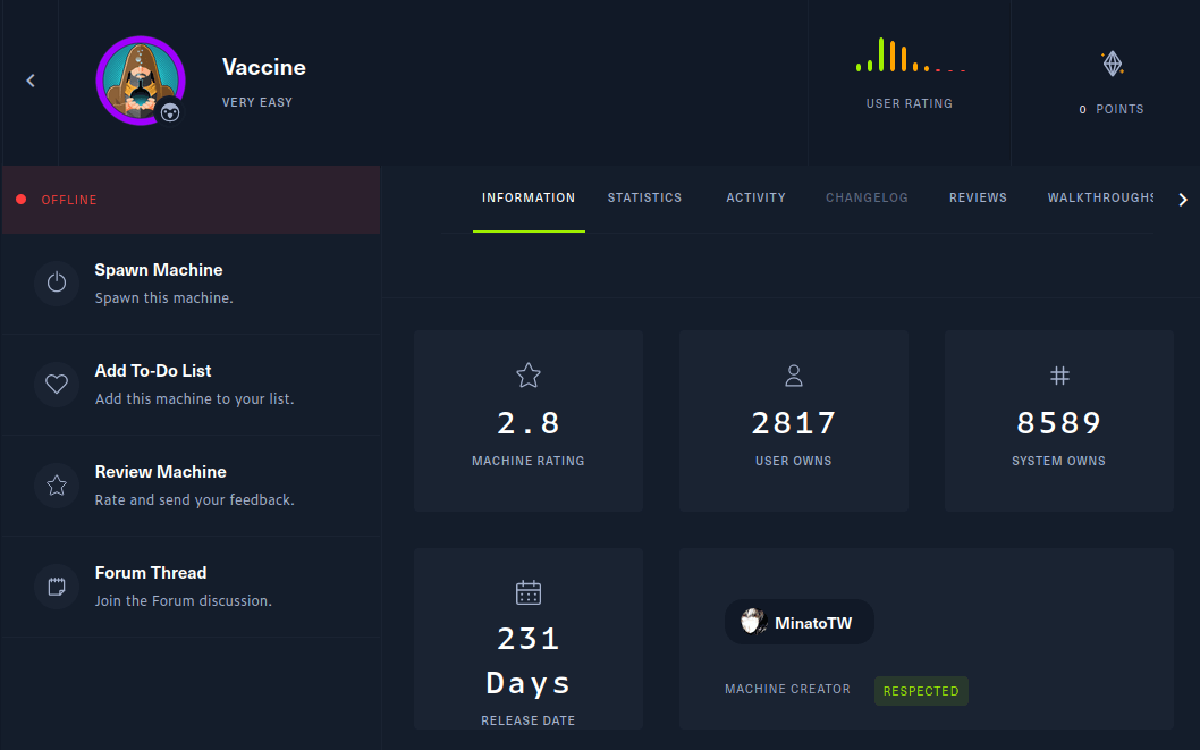 Vaccine
VERY EASY
USER RATING
0 POINTS
OFFLINE
INFORMATION STATISTICS ACTIVITY CHANGELOG REVIEWS WALKTHROUGHS
Spawn Machine
Spawn this machine.
Add To-Do List
Add this machine to your list.
Review Machine
Rate and send your feedback.
Forum Thread
Join the Forum discussion.
2.8
MACHINE RATING
2817
USER OWNS
8589
SYSTEM OWNS
231
Days
RELEASE DATE
MinatoTW
MACHINE CREATOR RESPECTED